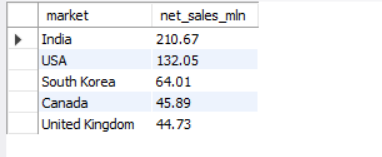 market net_sales_mln
India 210.67
USA 132.05
South Korea 64.01
Canada 45.89
United Kingdom 44.73